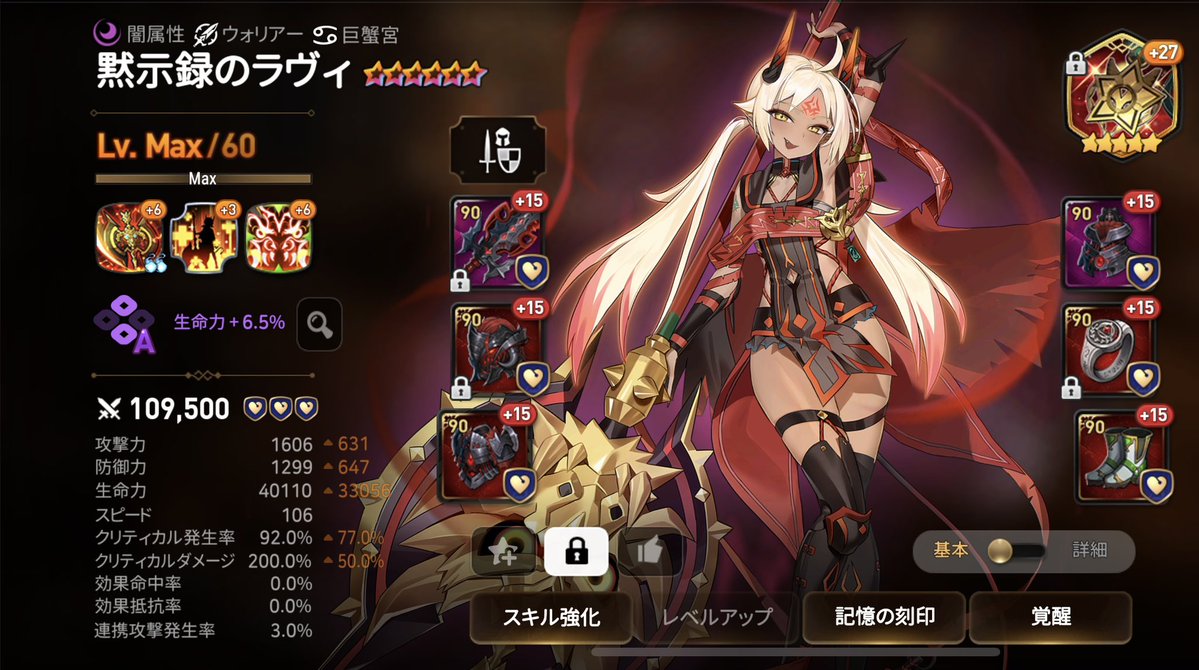 闇属性 ウォリアー 巨蟹宮
黙示録のラヴィ
Lv. Max/60
Max
+6 +3 +6
A 生命力+6.5%
109,500
攻撃力 1606 631
防御力 1299 647
生命力 40110 33056
スピード 106
クリティカル発生率 92.0% 77.0%
クリティカルダメージ 200.0% 50.0%
効果命中率 0.0%
効果抵抗率 0.0%
連携攻撃発生率 3.0%
90 +15
90 +15
90 +15
+27
90 +15
90 +15
90 +15
基本 詳細
スキル強化 レベルアップ 記憶の刻印 覚醒